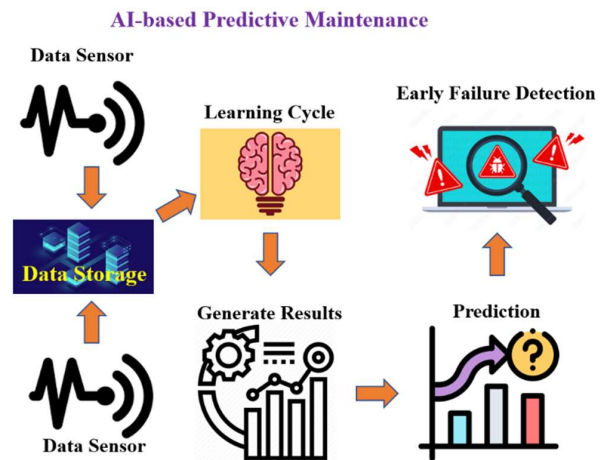 AI-based Predictive Maintenance
Data Sensor
Learning Cycle
Early Failure Detection
Data Storage
Generate Results
Prediction
?
Data Sensor